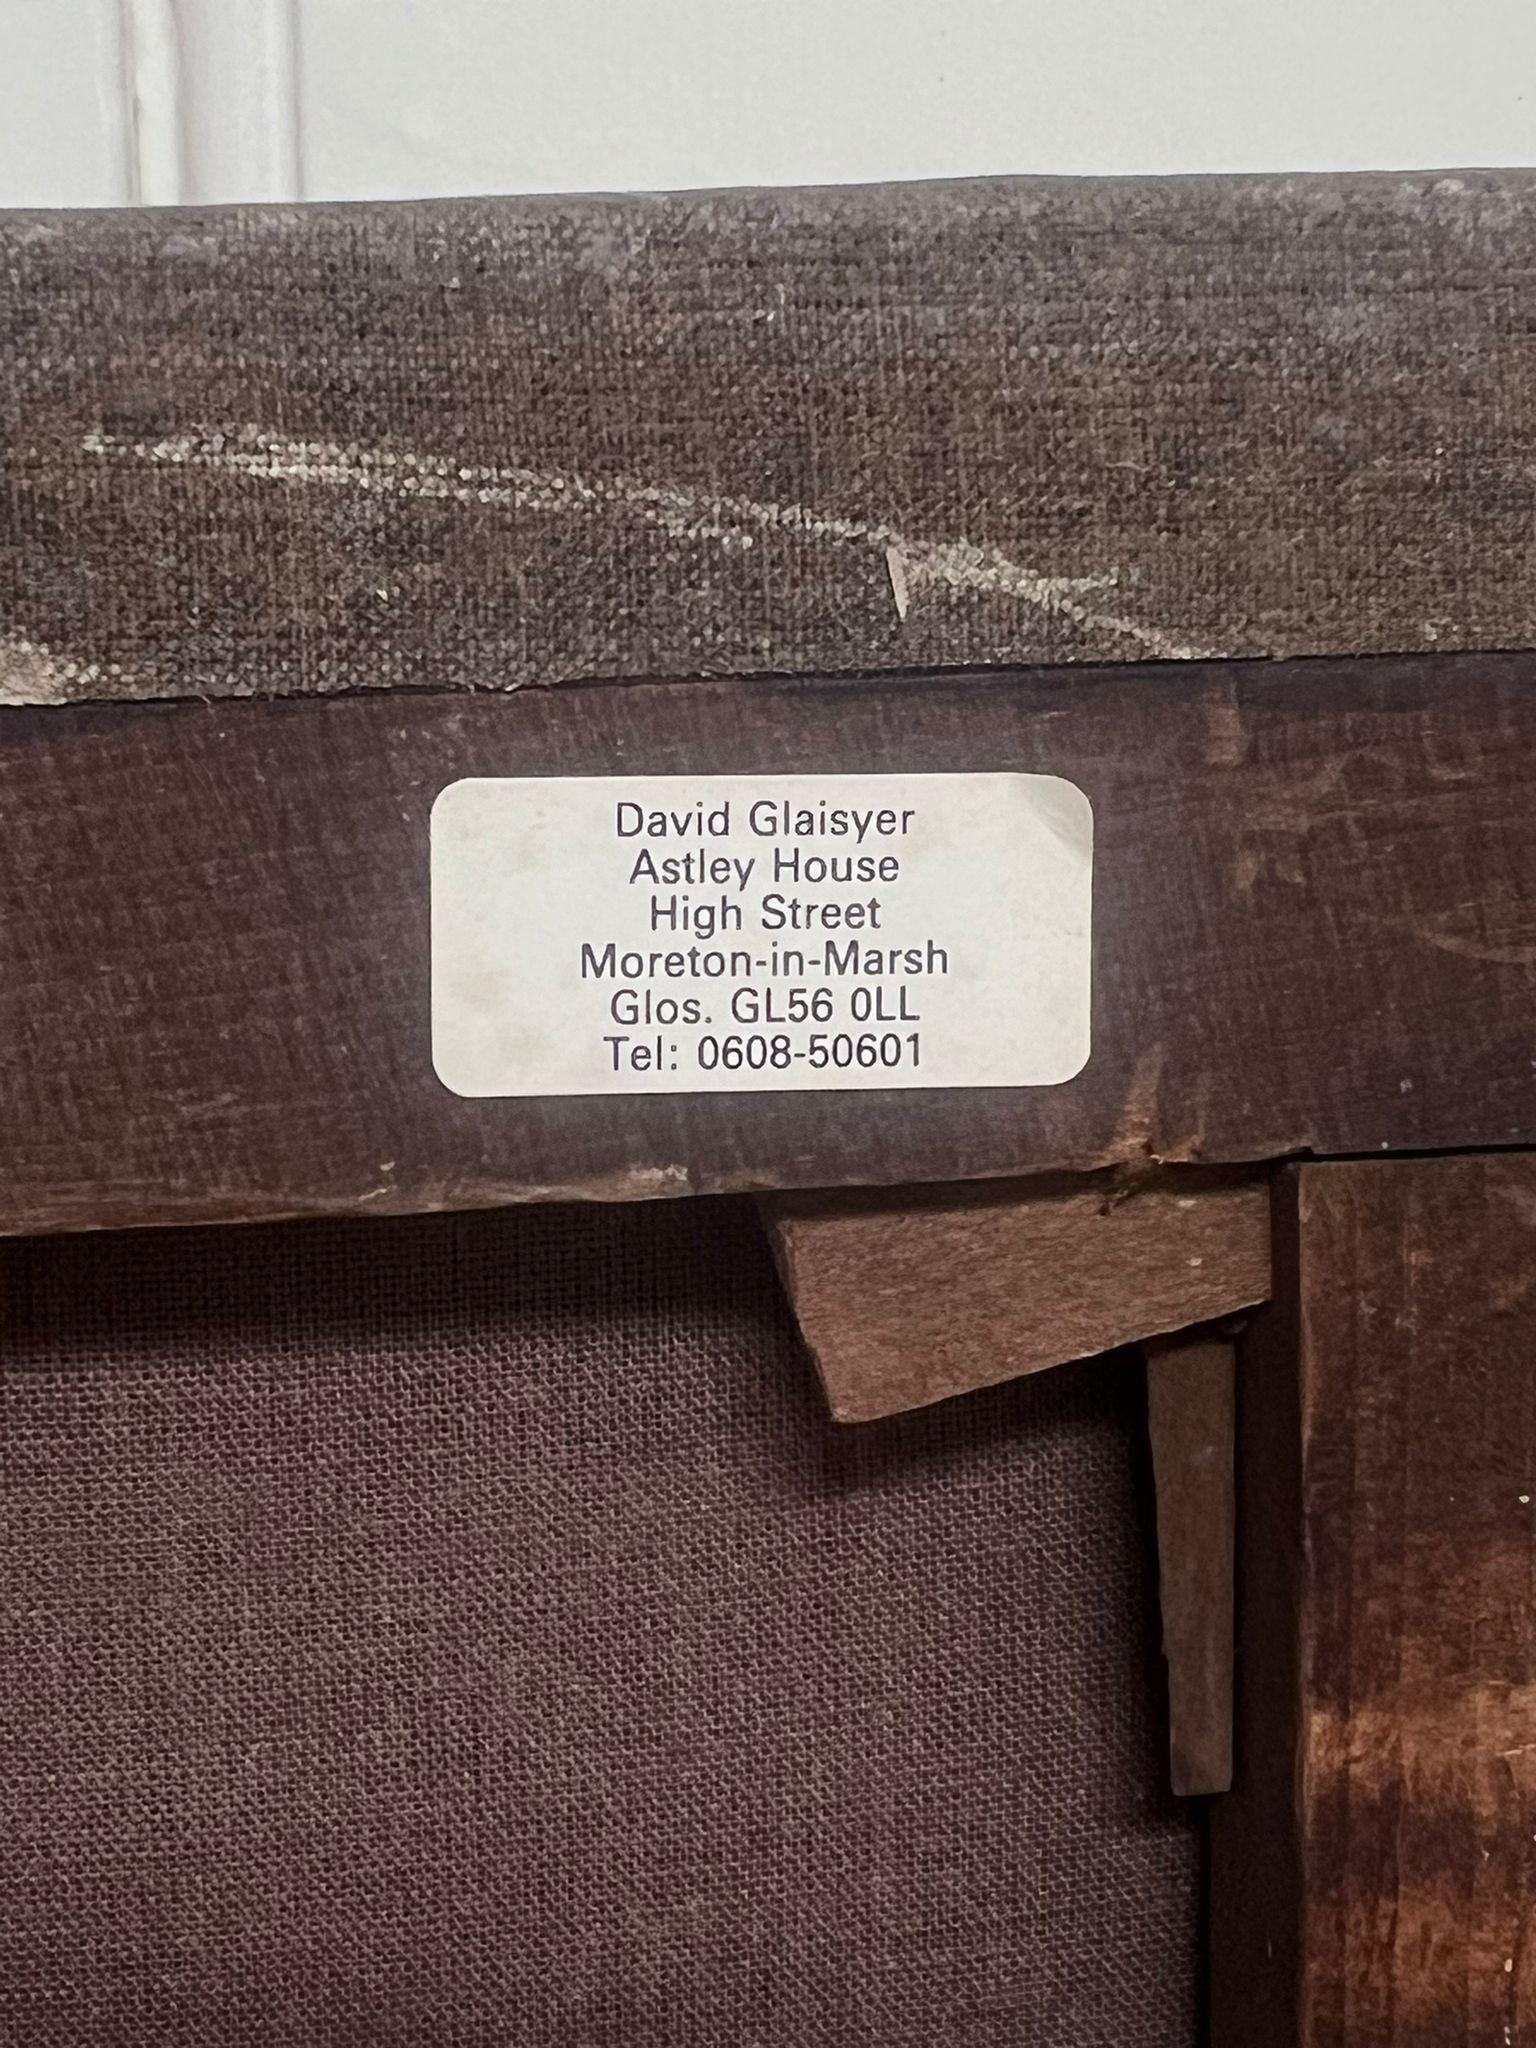 David Glaisyer
Astley House
High Street
Moreton-in-Marsh
Glos. GL56 0LL
Tel: 0608-50601